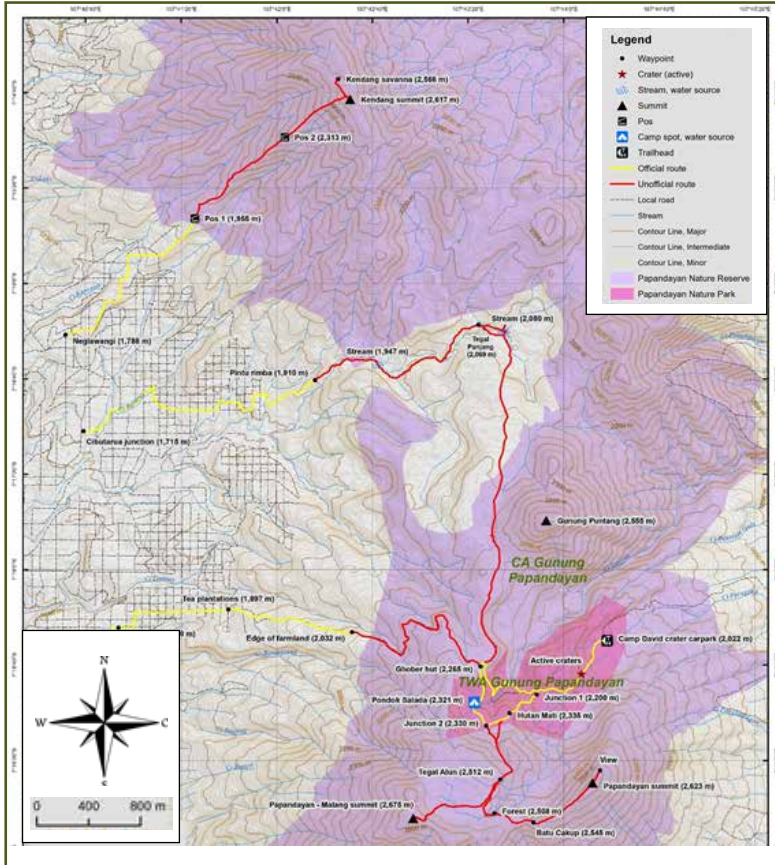 Legend
Waypoint
Crater (active)
Stream, water source
Summit
Pos
Camp spot, water source
Trailhead
Official route
Unofficial route
Local road
Stream
Contour Line, Major
Contour Line, Intermediate
Contour Line, Minor
Papandayan Nature Reserve
Papandayan Nature Park
Kendang savanna (2,566 m)
Kendang summit (2,617 m)
Pos 2 (2,313 m)
Pos 1 (1,955 m)
Neglawangi (1,788 m)
Stream (2,080 m)
Tegal
Panjang
(2,069 m)
Stream (1,947 m)
Pintu rimba (1,910 m)
Cibutarua junction (1,715 m)
Gunung Puntang (2,555 m)
CA Gunung
Papandayan
Tea plantations (1,897 m)
Edge of farmland (2,032 m)
Camp David crater carpark (2,022 m)
Active craters
Ghober hut (2,265 m)
TWA Gunung Papandayan
Pondok Salada
(2,321 m)
Junction 1 (2,200 m)
Hutan Mati (2,335 m)
Junction 2 (2,330 m)
View
Tegal Alun (2,512 m)
Papandayan summit (2,623 m)
Papandayan - Malang summit (2,675 m)
Forest (2,508 m)
Batu Cakup (2,545 m)
N
W
0 400 800 m